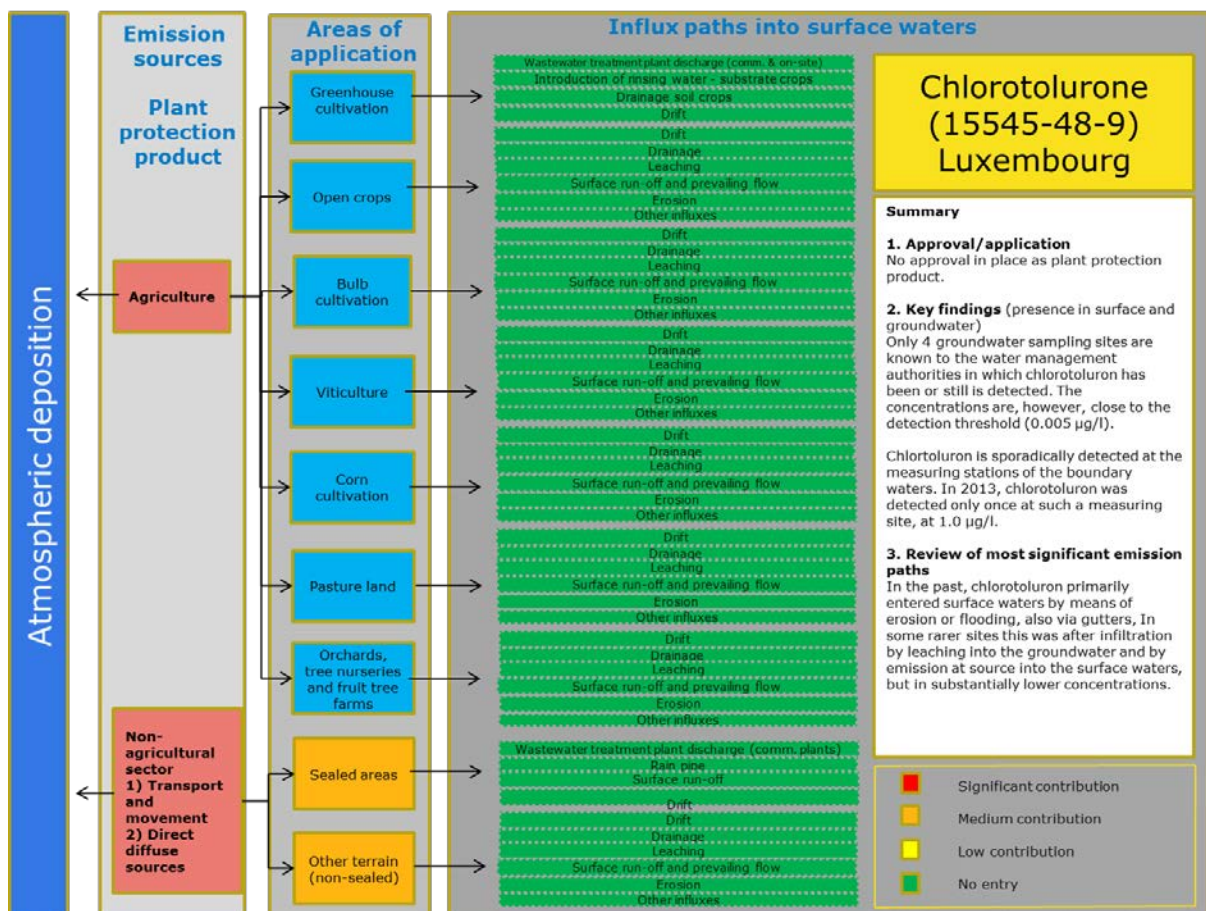 Atmospheric deposition
Emission
sources
Plant
protection
product
Agriculture
Non-
agricultural
sector
1) Transport
and
movement
2) Direct
diffuse
sources
Areas of
application
Greenhouse
cultivation
Open crops
Bulb
cultivation
Viticulture
Corn
cultivation
Pasture land
Orchards,
tree nurseries
and fruit tree
farms
Sealed areas
Other terrain
(non-sealed)
Influx paths into surface waters
Wastewater treatment plant discharge (comm. & on-site)
Introduction of rinsing water - substrate crops
Drainage soil crops
Drift
Drift
Drainage
Leaching
Surface run-off and prevailing flow
Erosion
Other influxes
Drift
Drainage
Leaching
Surface run-off and prevailing flow
Erosion
Other influxes
Drift
Drainage
Leaching
Surface run-off and prevailing flow
Erosion
Other influxes
Drift
Drainage
Leaching
Surface run-off and prevailing flow
Erosion
Other influxes
Drift
Drainage
Leaching
Surface run-off and prevailing flow
Erosion
Other influxes
Drift
Drainage
Leaching
Surface run-off and prevailing flow
Erosion
Other influxes
Wastewater treatment plant discharge (comm. plants)
Rain pipe
Surface run-off
Drift
Drift
Drainage
Leaching
Surface run-off and prevailing flow
Erosion
Other influxes
Chlorotolurone
(15545-48-9)
Luxembourg
Summary
1. Approval/application
No approval in place as plant protection
product.
2. Key findings (presence in surface and
groundwater)
Only 4 groundwater sampling sites are
known to the water management
authorities in which chlorotoluron has
been or still is detected. The
concentrations are, however, close to the
detection threshold (0.005 µg/l).
Chlortoluron is sporadically detected at the
measuring stations of the boundary
waters. In 2013, chlorotoluron was
detected only once at such a measuring
site, at 1.0 µg/l.
3. Review of most significant emission
paths
In the past, chlorotoluron primarily
entered surface waters by means of
erosion or flooding, also via gutters, In
some rarer sites this was after infiltration
by leaching into the groundwater and by
emission at source into the surface waters,
but in substantially lower concentrations.
Significant contribution
Medium contribution
Low contribution
No entry